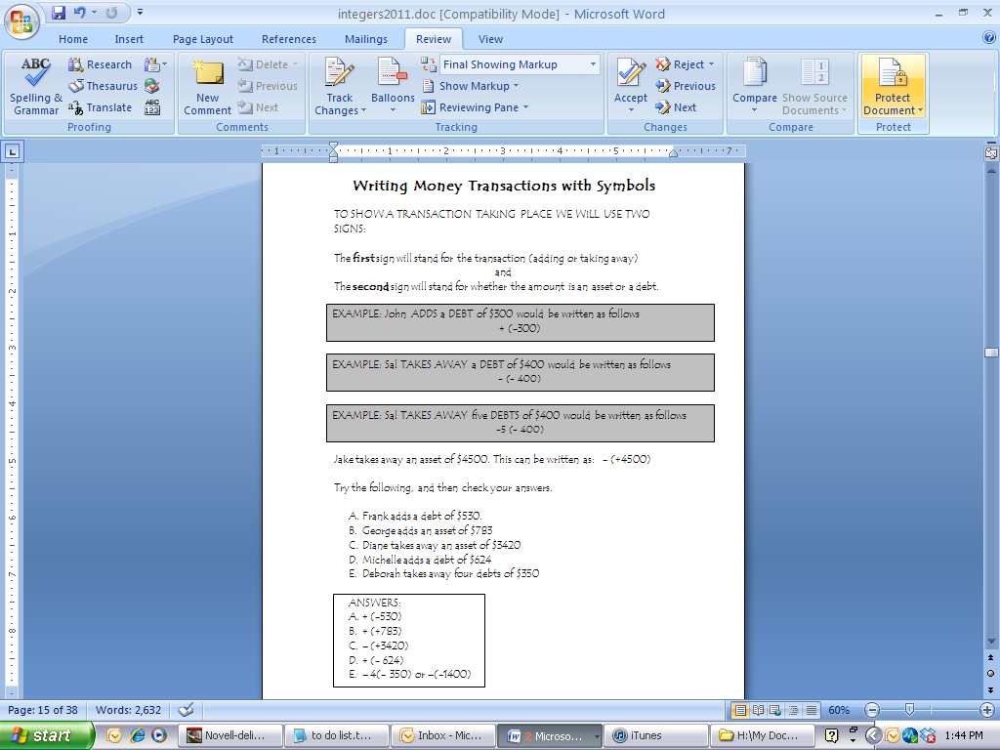 integers2011.doc [Compatibility Mode] - Microsoft Word
Home Insert Page Layout References Mailings Review View
ABC Research Delete Final Showing Markup Reject
Thesaurus Previous Show Markup Previous
Spelling & Grammar Translate ABC 123 New Comment Next Track Changes Balloons Reviewing Pane Accept Next Compare Show Source Documents Protect Document
Proofing Comments Tracking Changes Compare Protect
1 1 2 3 4 5 7
Writing Money Transactions with Symbols
TO SHOW A TRANSACTION TAKING PLACE WE WILL USE TWO
SIGNS:
The first sign will stand for the transaction (adding or taking away)
and
The second sign will stand for whether the amount is an asset or a debt.
EXAMPLE: John ADDS a DEBT of $300 would be written as follows
+ (-300)
EXAMPLE: Sal TAKES AWAY a DEBT of $400 would be written as follows
- (- 400)
EXAMPLE: Sal TAKES AWAY five DEBTS of $400 would be written as follows
-5 (- 400)
Jake takes away an asset of $4500. This can be written as: - (+4500)
Try the following, and then check your answers.
A. Frank adds a debt of $530.
B. George adds an asset of $783
C. Diane takes away an asset of $3420
D. Michelle adds a debt of $624
E. Deborah takes away four debts of $350
ANSWERS:
A. + (-530)
B. + (+783)
C. – (+3420)
D. + (- 624)
E. – 4(- 350) or –(-1400)
Page: 15 of 38 Words: 2,632 60%
start Novell-deli... to do list.t... Inbox - Mic... 2 Microso... iTunes H:\My Doc... 1:44 PM